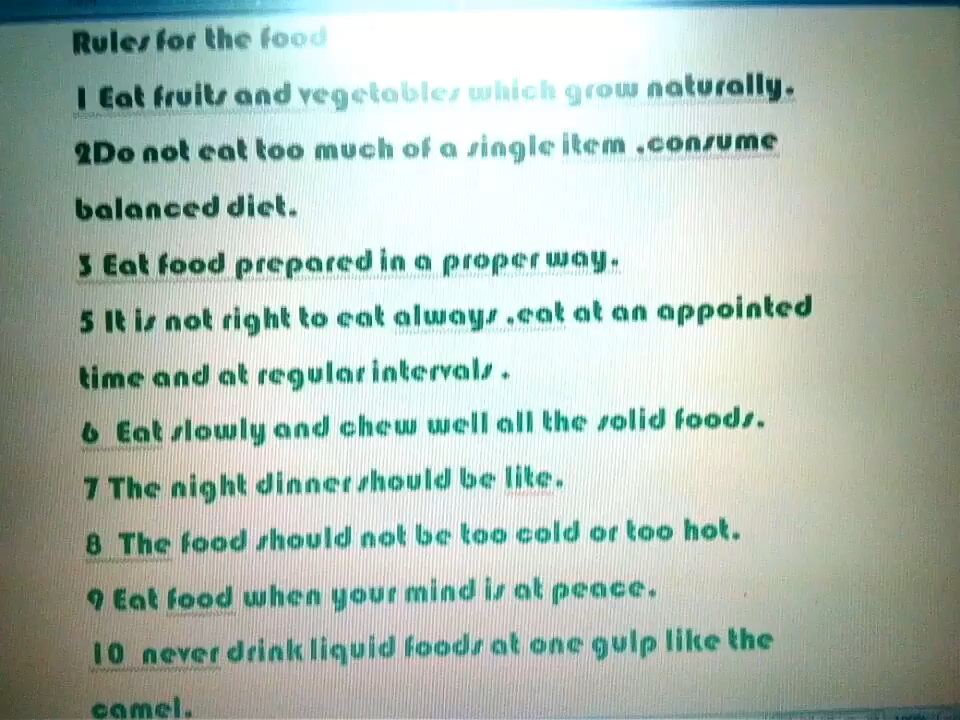 Rules for the food
1 Eat fruits and vegetables which grow naturally.
2Do not eat too much of a single item .consume
balanced diet.
3 Eat food prepared in a proper way.
5 It is not right to eat always .eat at an appointed
time and at regular intervals .
6 Eat slowly and chew well all the solid foods.
7 The night dinner should be lite.
8 The food should not be too cold or too hot.
9 Eat food when your mind is at peace.
10 never drink liquid foods at one gulp like the
camel.